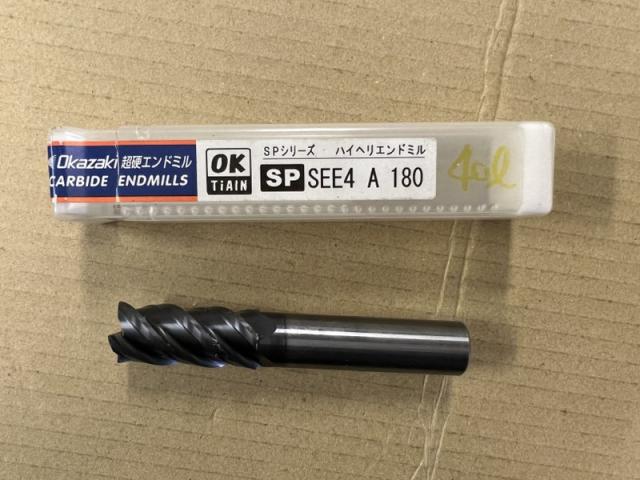 Okazaki 超硬エンドミル
CARBIDE ENDMILLS
OK
TiAlN
SPシリーズ ハイヘリエンドミル
SP SEE4 A 180
40l